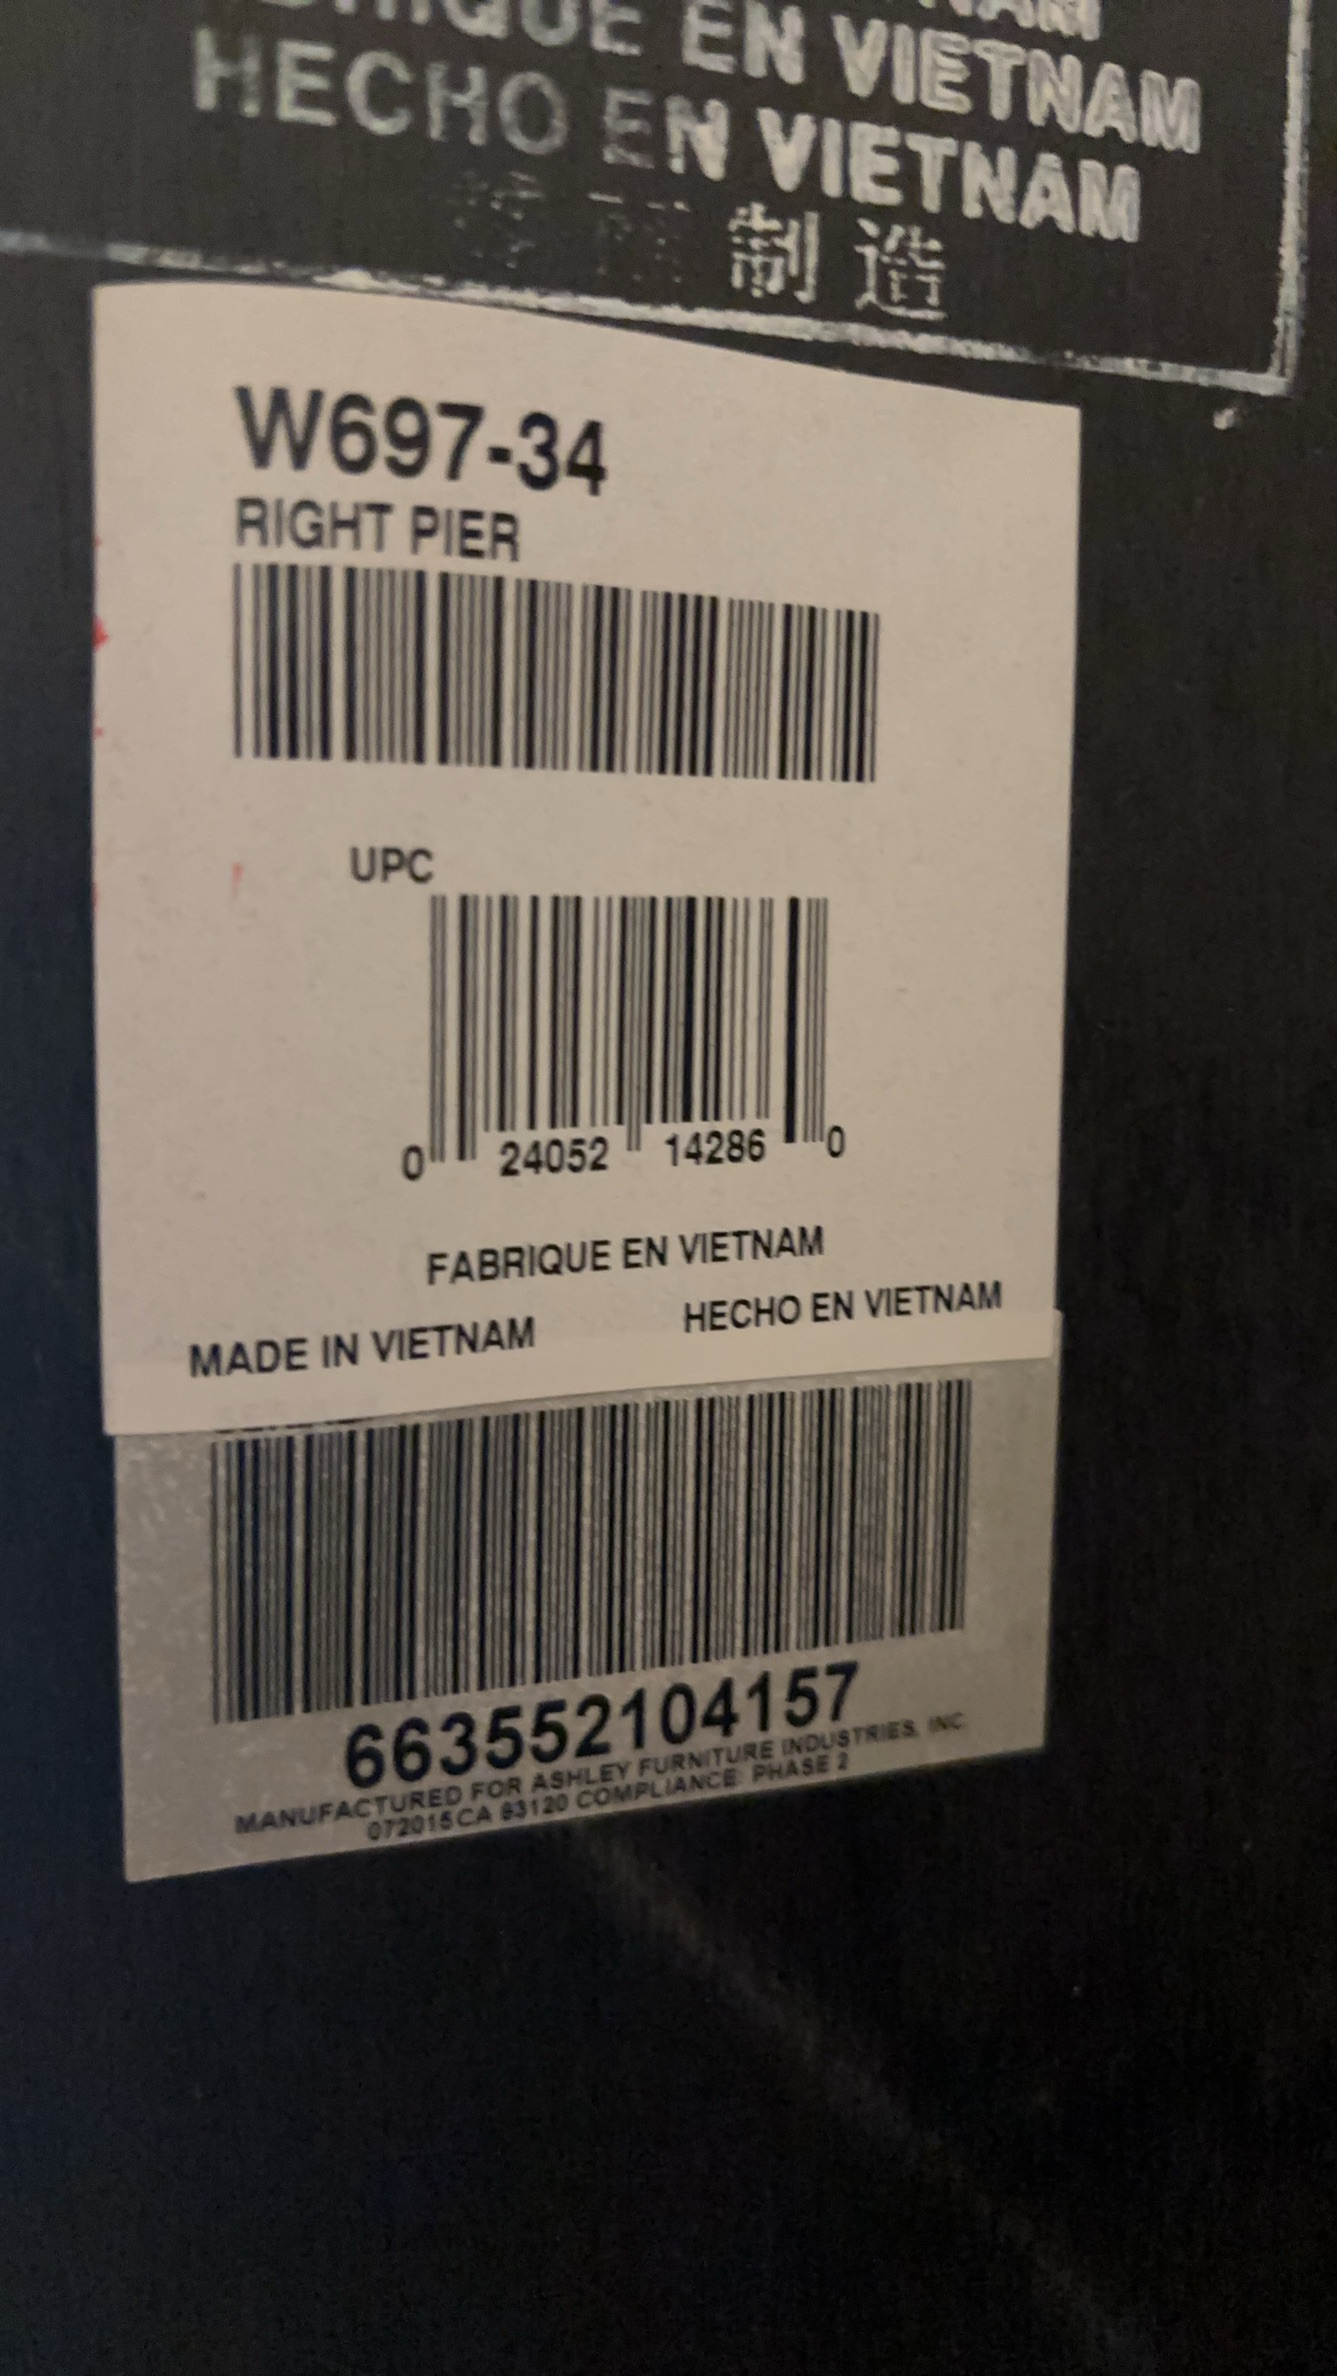 EN VIETNAM
HECHO EN VIETNAM
制造
W697-34
RIGHT PIER
UPC
0 24052 14286 0
FABRIQUE EN VIETNAM
MADE IN VIETNAM
HECHO EN VIETNAM
663552104157
MANUFACTURED FOR ASHLEY FURNITURE INDUSTRIES, INC.
072015 CA 93120 COMPLIANCE: PHASE 2